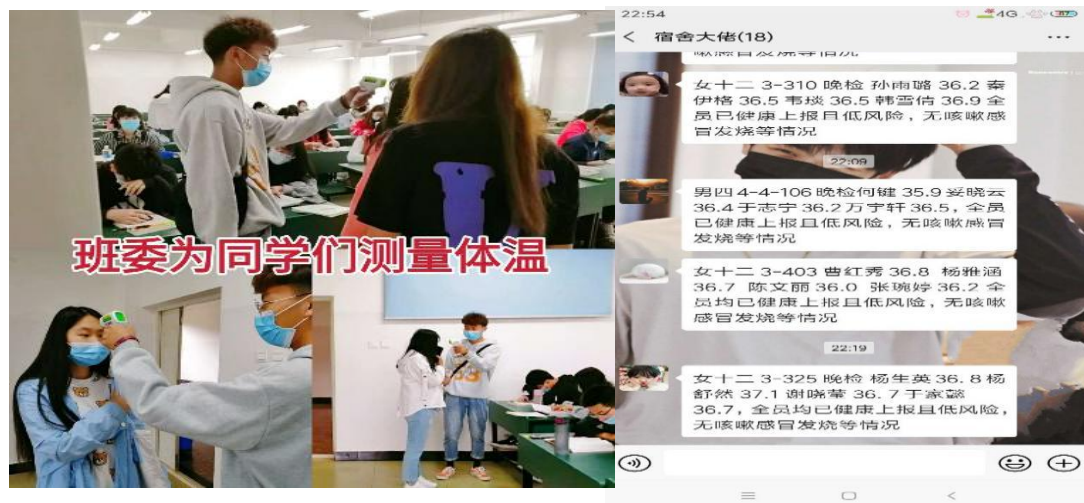 班委为同学们测量体温
22:54
4G
宿舍大佬(18)
女十二 3-310 晚检 孙雨璐 36.2 秦
伊格 36.5 韦琰 36.5 韩雪倩 36.9 全
员已健康上报且低风险，无咳嗽感
冒发烧等情况
22:09
男四 4-4-106 晚检何键 35.9 妥晓云
36.4 于志宁 36.2 万宇轩 36.5，全员
已健康上报且低风险，无咳嗽感冒
发烧等情况
女十二 3-403 曹红秀 36.8 杨雅涵
36.7 陈文丽 36.0 张琬婷 36.2 全
员均已健康上报且低风险，无咳嗽
感冒发烧等情况
22:19
女十二 3-325 晚检 杨生英 36. 8 杨
舒然 37.1 谢晓莹 36. 7 于家懿
36.7，全员均已健康上报且低风险，
无咳嗽感冒发烧等情况